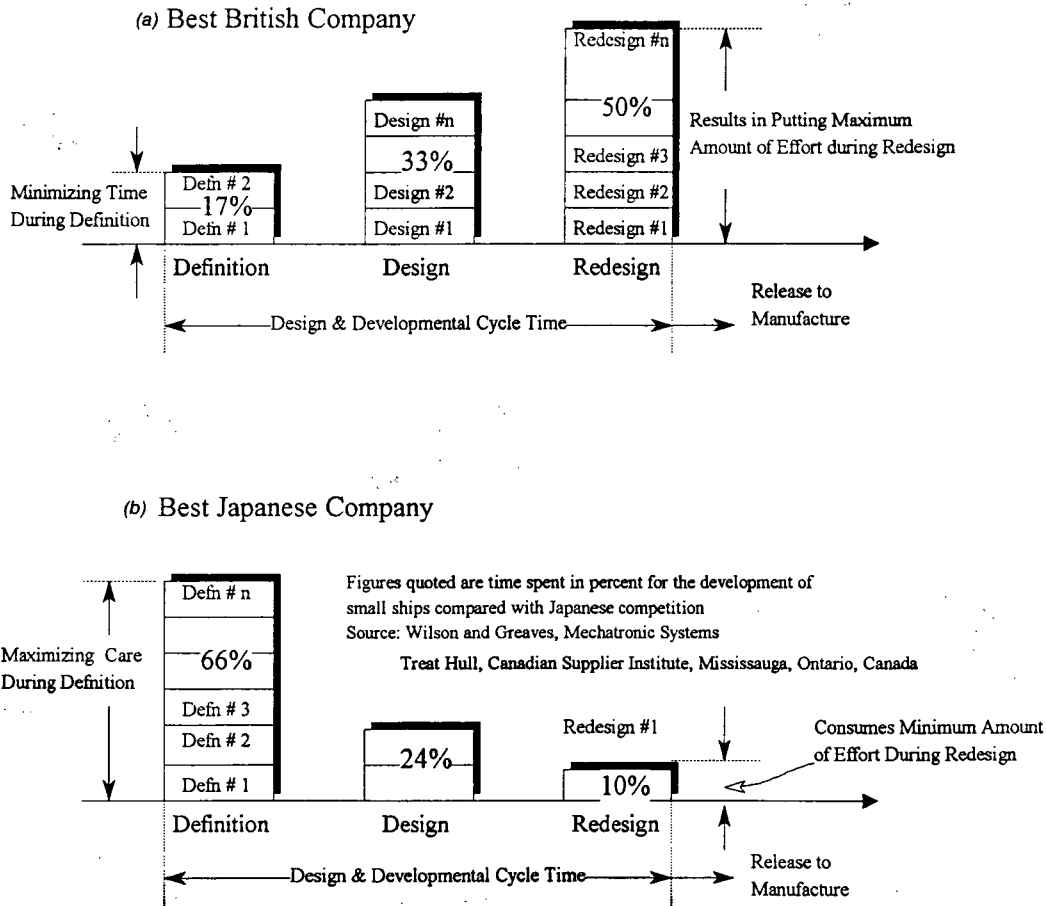 (a) Best British Company
Minimizing Time
During Definition
Defn # 2
17%
Defn # 1
Design #n
33%
Design #2
Design #1
Redesign #n
50%
Redesign #3
Redesign #2
Redesign #1
Results in Putting Maximum
Amount of Effort during Redesign
Definition
Design
Redesign
Design & Developmental Cycle Time
Release to
Manufacture
(b) Best Japanese Company
Maximizing Care
During Defnition
Defn # n
66%
Defn # 3
Defn # 2
Defn # 1
Figures quoted are time spent in percent for the development of
small ships compared with Japanese competition
Source: Wilson and Greaves, Mechatronic Systems
Treat Hull, Canadian Supplier Institute, Mississauga, Ontario, Canada
24%
Redesign #1
10%
Consumes Minimum Amount
of Effort During Redesign
Definition
Design
Redesign
Design & Developmental Cycle Time
Release to
Manufacture